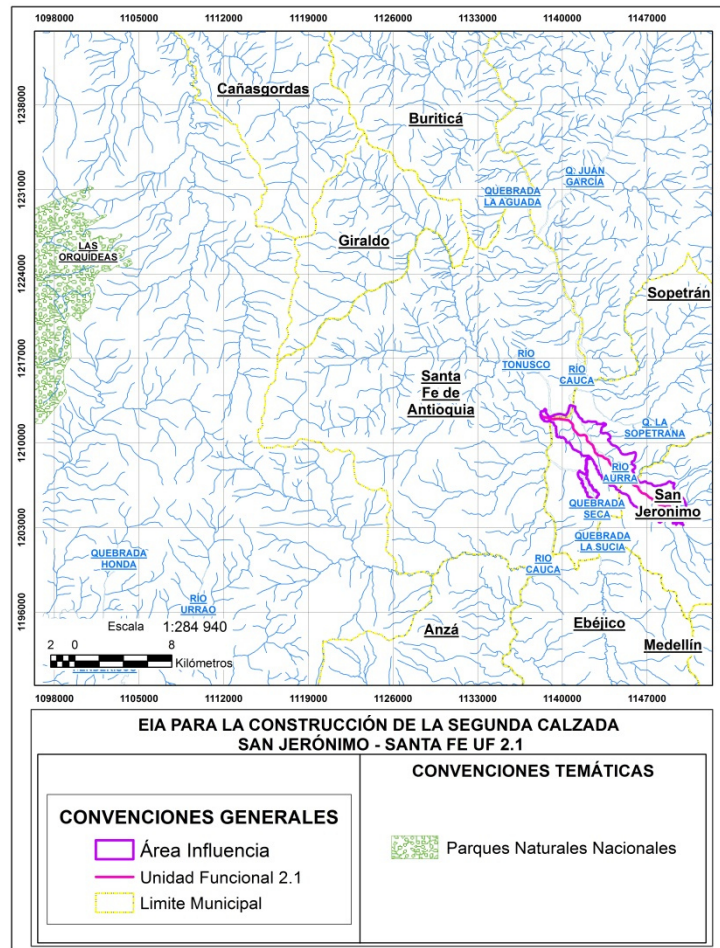 1098000 1105000 1112000 1119000 1126000 1133000 1140000 1147000
1238000
1231000
1224000
1217000
1210000
1203000
1196000
Cañasgordas
Buriticá
Q. JUAN
GARCÍA
QUEBRADA
LA AGUADA
Giraldo
LAS
ORQUÍDEAS
Sopetrán
RÍO
TONUSCO
RÍO
CAUCA
Santa
Fe de
Antioquia
Q. LA
SOPETRANA
RÍO
AURRA
San
Jeronimo
QUEBRADA
SECA
QUEBRADA
LA SUCIA
QUEBRADA
HONDA
RÍO
CAUCA
RÍO
URRAO
Anzá
Ebéjico
Medellín
Escala 1:284 940
2 0 8
Kilómetros
1098000 1105000 1112000 1119000 1126000 1133000 1140000 1147000
EIA PARA LA CONSTRUCCIÓN DE LA SEGUNDA CALZADA
SAN JERÓNIMO - SANTA FE UF 2.1
CONVENCIONES GENERALES
Área Influencia
Unidad Funcional 2.1
Limite Municipal
CONVENCIONES TEMÁTICAS
Parques Naturales Nacionales